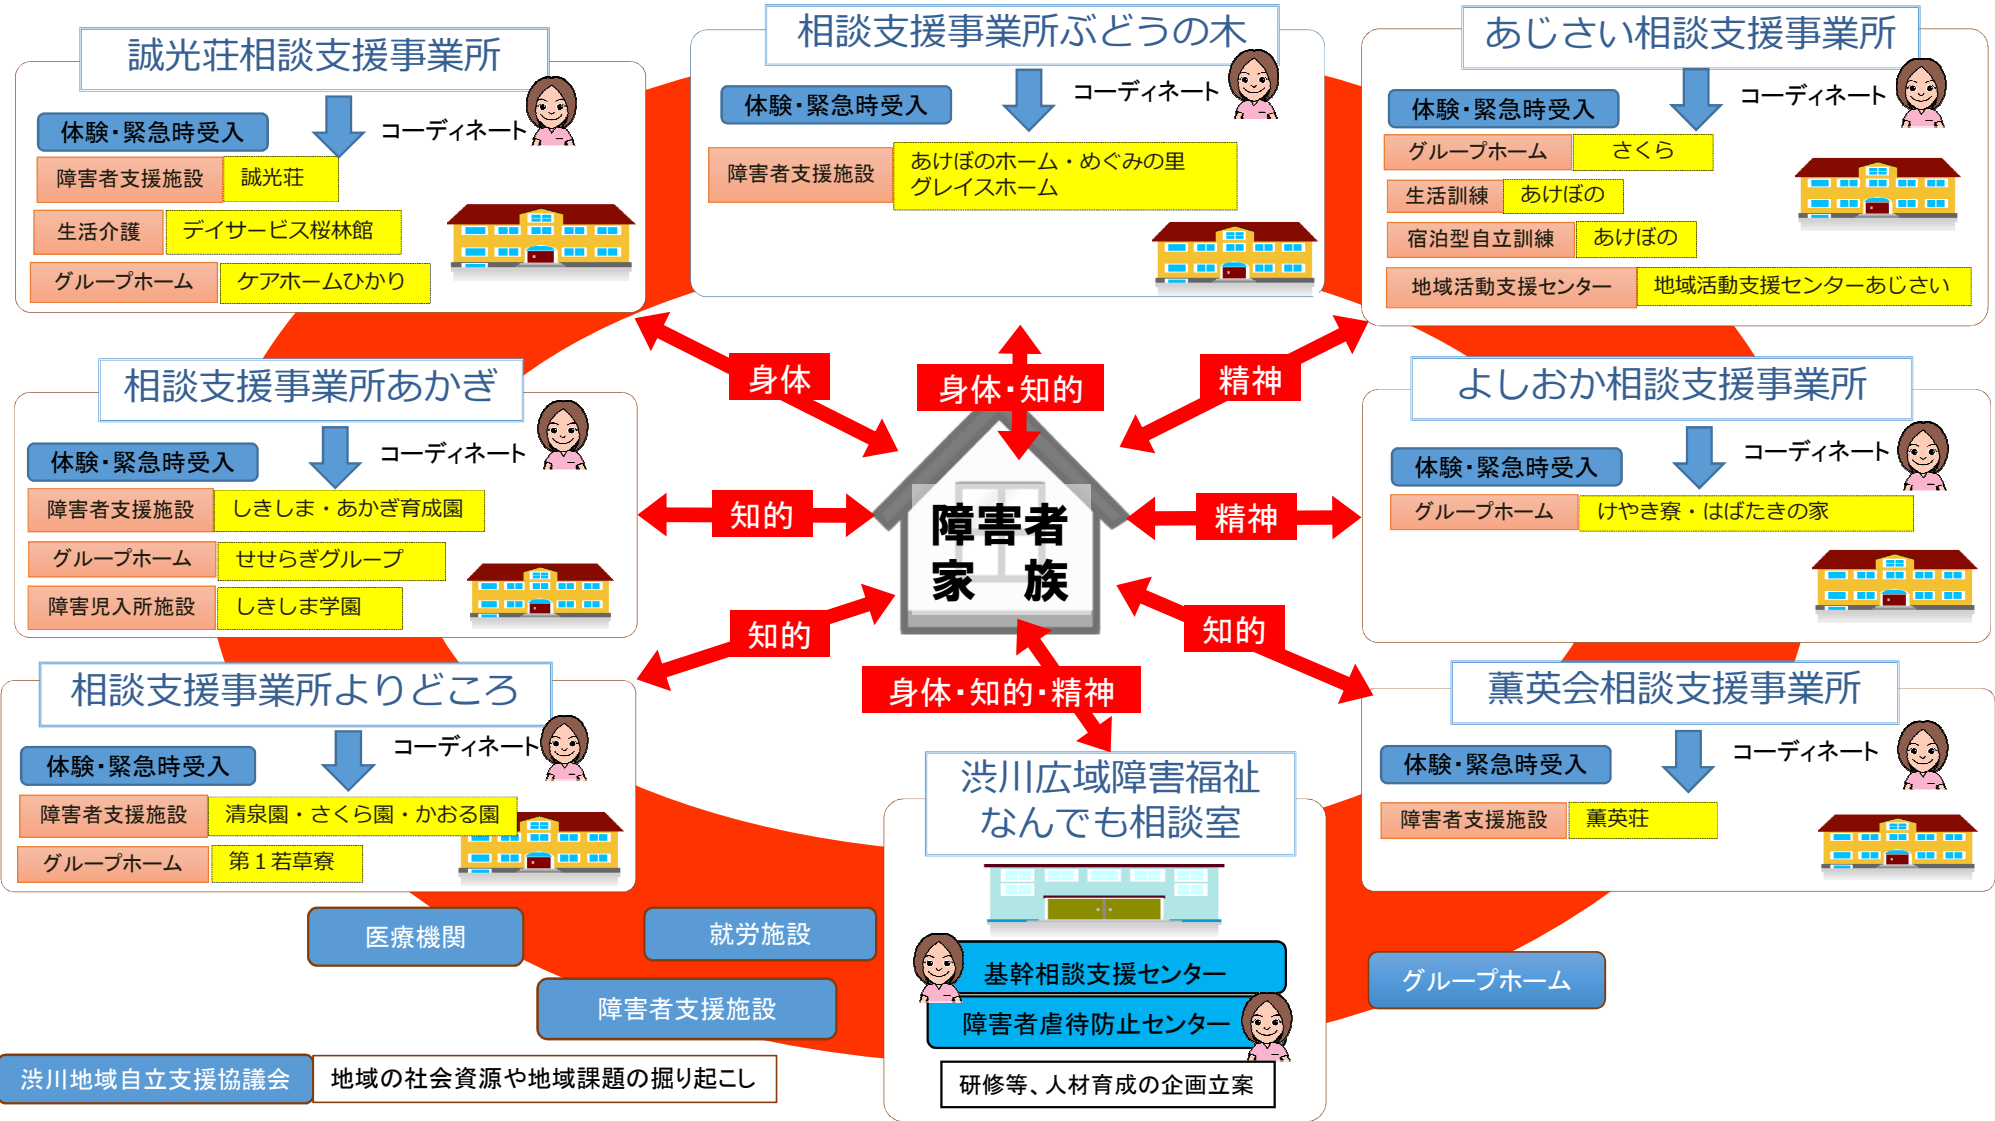 誠光荘相談支援事業所
体験・緊急時受入
コーディネート
障害者支援施設
誠光荘
生活介護
デイサービス桜林館
グループホーム
ケアホームひかり
相談支援事業所ぶどうの木
体験・緊急時受入
コーディネート
障害者支援施設
あけぼのホーム・めぐみの里
グレイスホーム
あじさい相談支援事業所
体験・緊急時受入
コーディネート
グループホーム
さくら
生活訓練
あけぼの
宿泊型自立訓練
あけぼの
地域活動支援センター
地域活動支援センターあじさい
身体
身体・知的
精神
相談支援事業所あかぎ
体験・緊急時受入
コーディネート
障害者支援施設
しきしま・あかぎ育成園
グループホーム
せせらぎグループ
障害児入所施設
しきしま学園
知的
障害者
家　族
精神
よしおか相談支援事業所
体験・緊急時受入
コーディネート
グループホーム
けやき寮・はばたきの家
知的
身体・知的・精神
知的
相談支援事業所よりどころ
体験・緊急時受入
コーディネート
障害者支援施設
清泉園・さくら園・かおる園
グループホーム
第1若草寮
渋川広域障害福祉
なんでも相談室
基幹相談支援センター
障害者虐待防止センター
研修等、人材育成の企画立案
薫英会相談支援事業所
体験・緊急時受入
コーディネート
障害者支援施設
薫英荘
医療機関
就労施設
障害者支援施設
グループホーム
渋川地域自立支援協議会
地域の社会資源や地域課題の掘り起こし